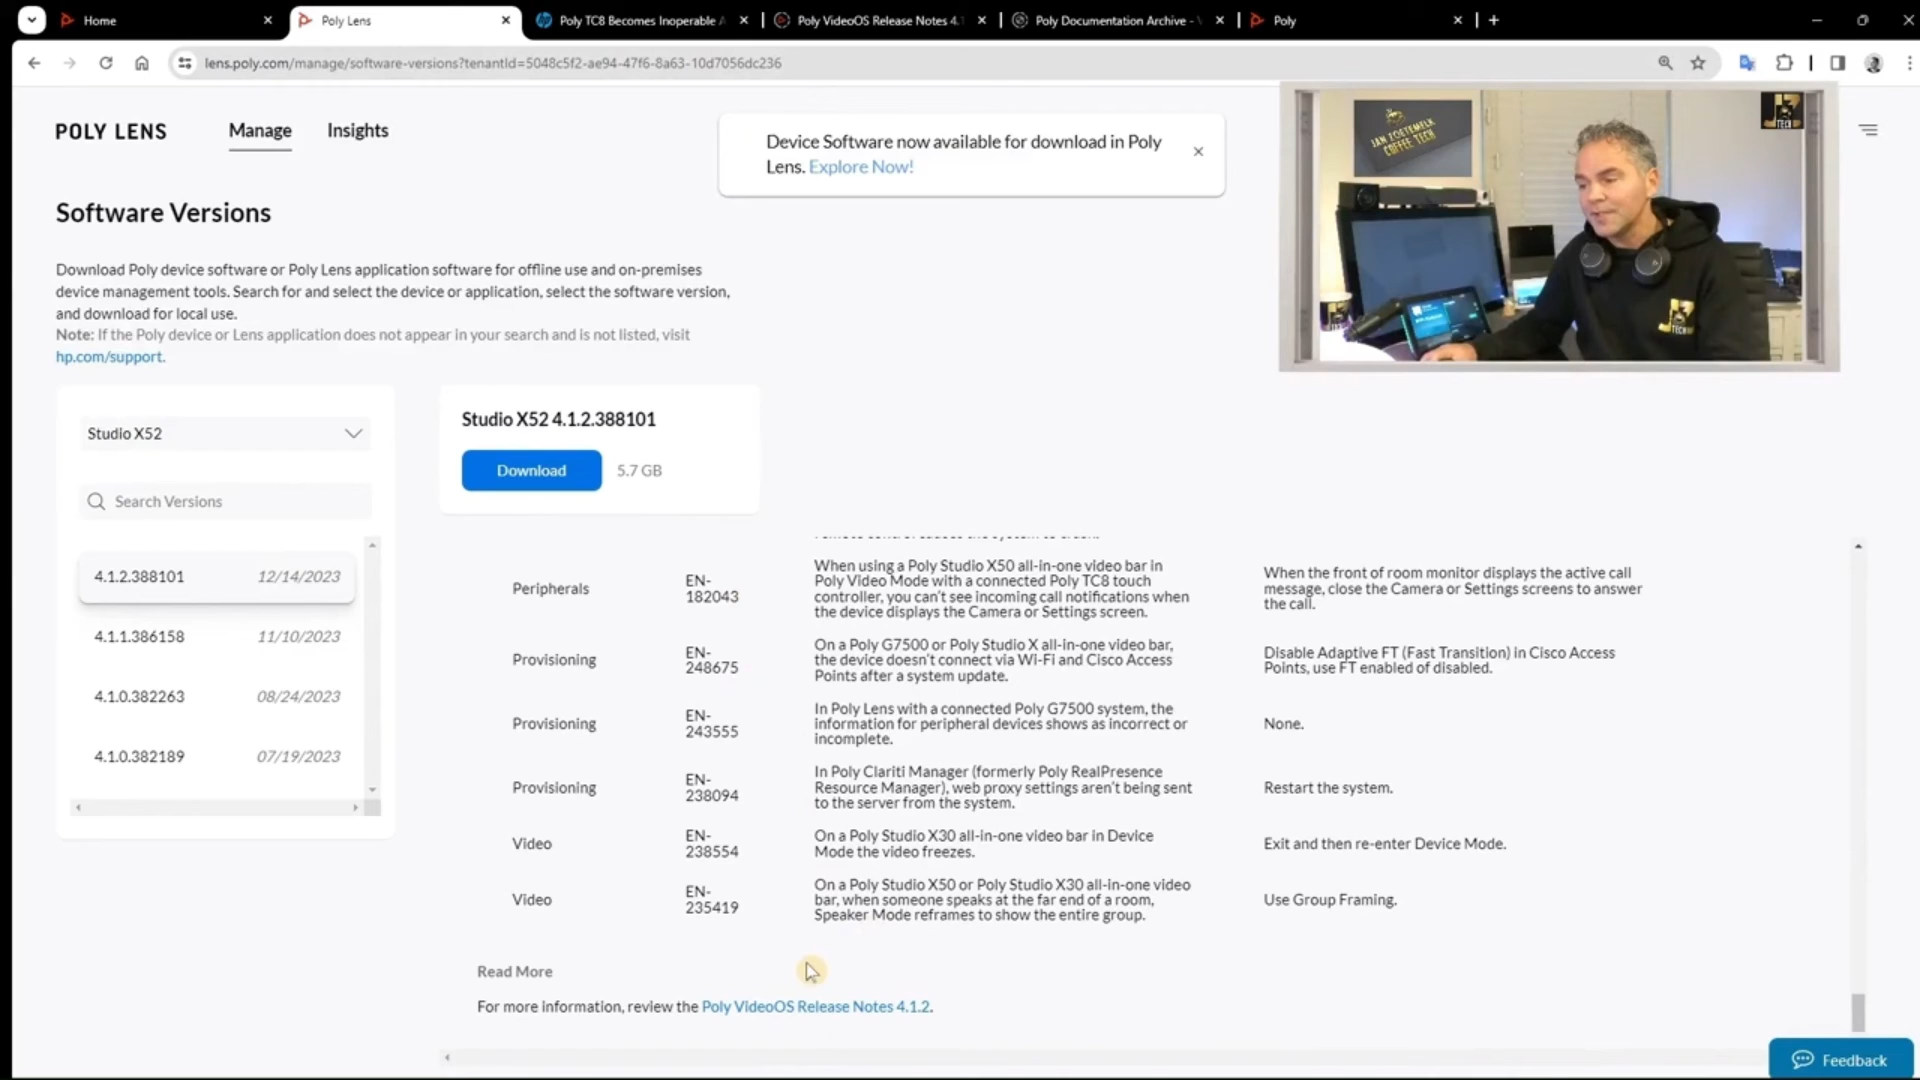 Home
Poly Lens
Poly TC8 Becomes Inoperable
Poly VideoOS Release Notes 4.1
Poly Documentation Archive -
Poly
lens.poly.com/manage/software-versions?tenantId=5048c5f2-ae94-47f6-8a63-10d7056dc236
POLY LENS
Manage
Insights
Device Software now available for download in Poly
Lens. Explore Now!
JAN ZOETEMELK
COFFEE TECH
TECH
Software Versions
Download Poly device software or Poly Lens application software for offline use and on-premises
device management tools. Search for and select the device or application, select the software version,
and download for local use.
Note: If the Poly device or Lens application does not appear in your search and is not listed, visit
hp.com/support.
Studio X52
Search Versions
4.1.2.388101 12/14/2023
4.1.1.386158 11/10/2023
4.1.0.382263 08/24/2023
4.1.0.382189 07/19/2023
Studio X52 4.1.2.388101
Download 5.7 GB
Peripherals
EN-
182043
When using a Poly Studio X50 all-in-one video bar in
Poly Video Mode with a connected Poly TC8 touch
controller, you can't see incoming call notifications when
the device displays the Camera or Settings screen.
When the front of room monitor displays the active call
message, close the Camera or Settings screens to answer
the call.
Provisioning
EN-
248675
On a Poly G7500 or Poly Studio X all-in-one video bar,
the device doesn't connect via Wi-Fi and Cisco Access
Points after a system update.
Disable Adaptive FT (Fast Transition) in Cisco Access
Points, use FT enabled of disabled.
Provisioning
EN-
243555
In Poly Lens with a connected Poly G7500 system, the
information for peripheral devices shows as incorrect or
incomplete.
None.
Provisioning
EN-
238094
In Poly Clariti Manager (formerly Poly RealPresence
Resource Manager), web proxy settings aren't being sent
to the server from the system.
Restart the system.
Video
EN-
238554
On a Poly Studio X30 all-in-one video bar in Device
Mode the video freezes.
Exit and then re-enter Device Mode.
Video
EN-
235419
On a Poly Studio X50 or Poly Studio X30 all-in-one video
bar, when someone speaks at the far end of a room,
Speaker Mode reframes to show the entire group.
Use Group Framing.
Read More
For more information, review the Poly VideoOS Release Notes 4.1.2.
Feedback